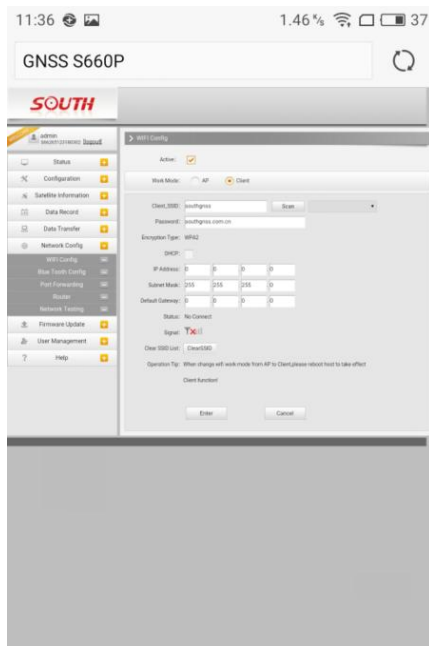 11:36 1.46 ᴷ/s 37
GNSS S660P
SOUTH
admin
[logout]
WIFI Config
Active:
Work Mode: AP Client
Client_SSID: southgnss Scan
Password: southgnss.com.cn
Encryption Type: WPA2
DHCP:
IP Address: 0 0 0 0
Subnet Mask: 255 255 255 0
Default Gateway: 0 0 0 0
Status: No Connect
Signal:
Clear SSID List: ClearSSID
Operation Tip: When change wifi work mode from AP to Client,please reboot host to take effect
Client function!
Enter Cancel
Status
Configuration
Satellite Information
Data Record
Data Transfer
Network Config
WIFI Config
Blue Tooth Config
Port Forwarding
Router
Network Testing
Firmware Update
User Management
? Help